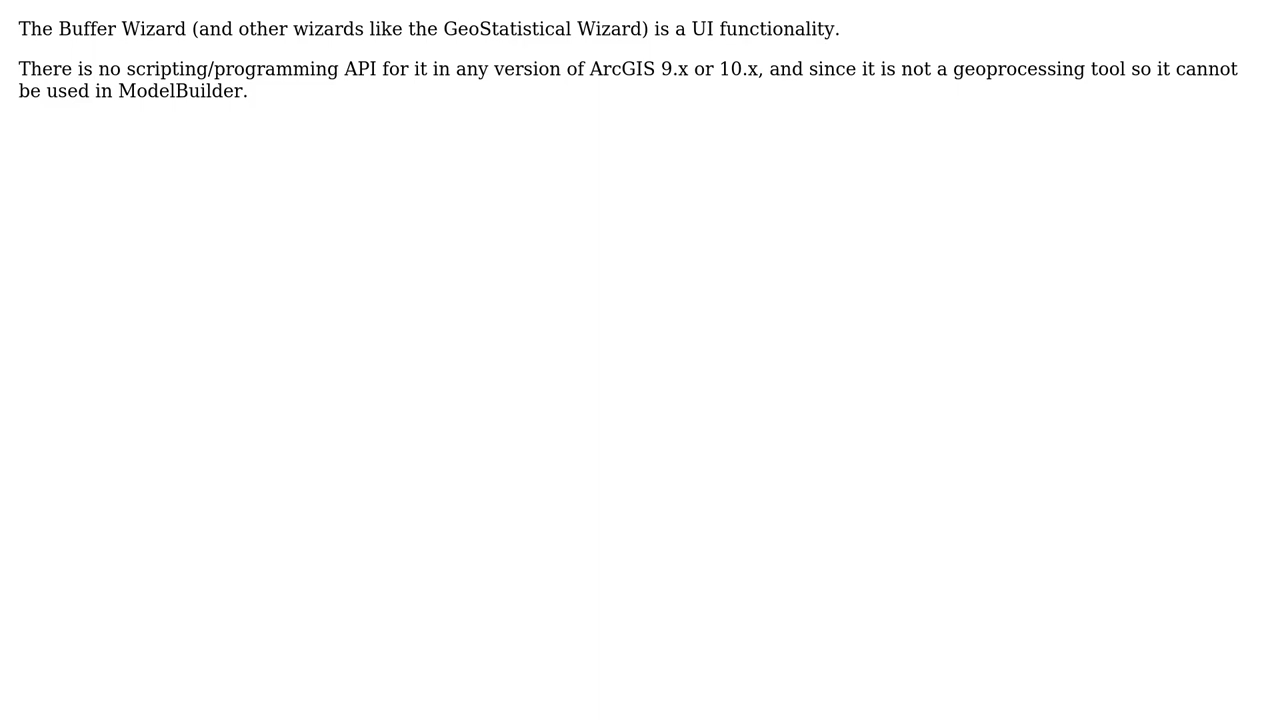 The Buffer Wizard (and other wizards like the GeoStatistical Wizard) is a UI functionality.
There is no scripting/programming API for it in any version of ArcGIS 9.x or 10.x, and since it is not a geoprocessing tool so it cannot
be used in ModelBuilder.